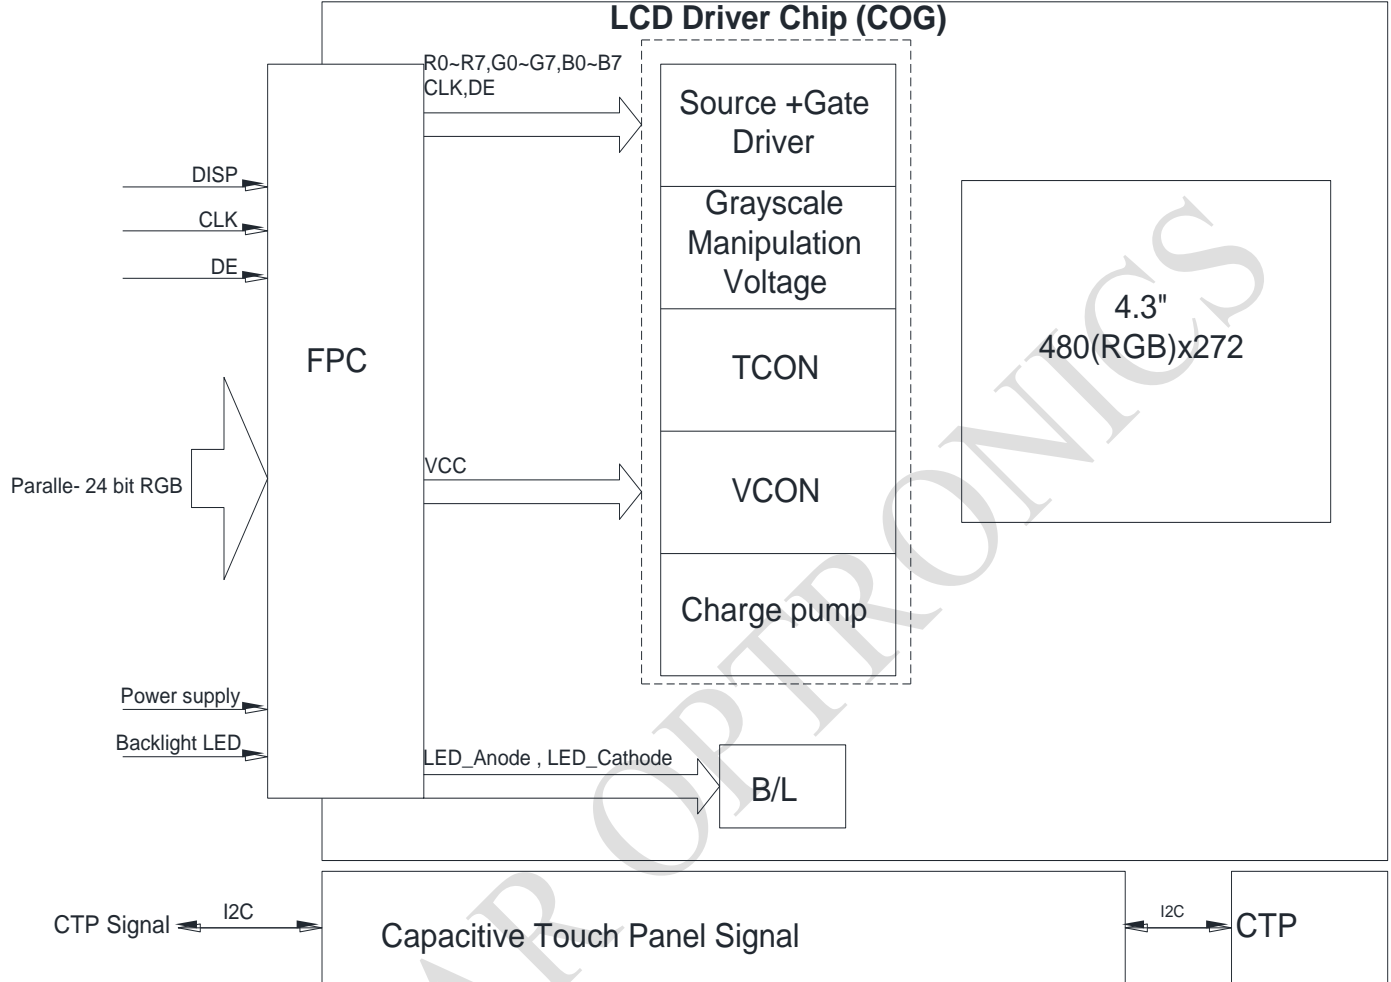 LCD Driver Chip (COG)
R0~R7,G0~G7,B0~B7
CLK,DE
Source +Gate
Driver
DISP
Grayscale
Manipulation
Voltage
CLK
DE
4.3"
480(RGB)x272
FPC
TCON
VCC
Paralle- 24 bit RGB
VCON
Charge pump
Power supply
Backlight LED
LED_Anode , LED_Cathode
B/L
CTP Signal
I2C
Capacitive Touch Panel Signal
I2C
CTP
AR OPTRONICS